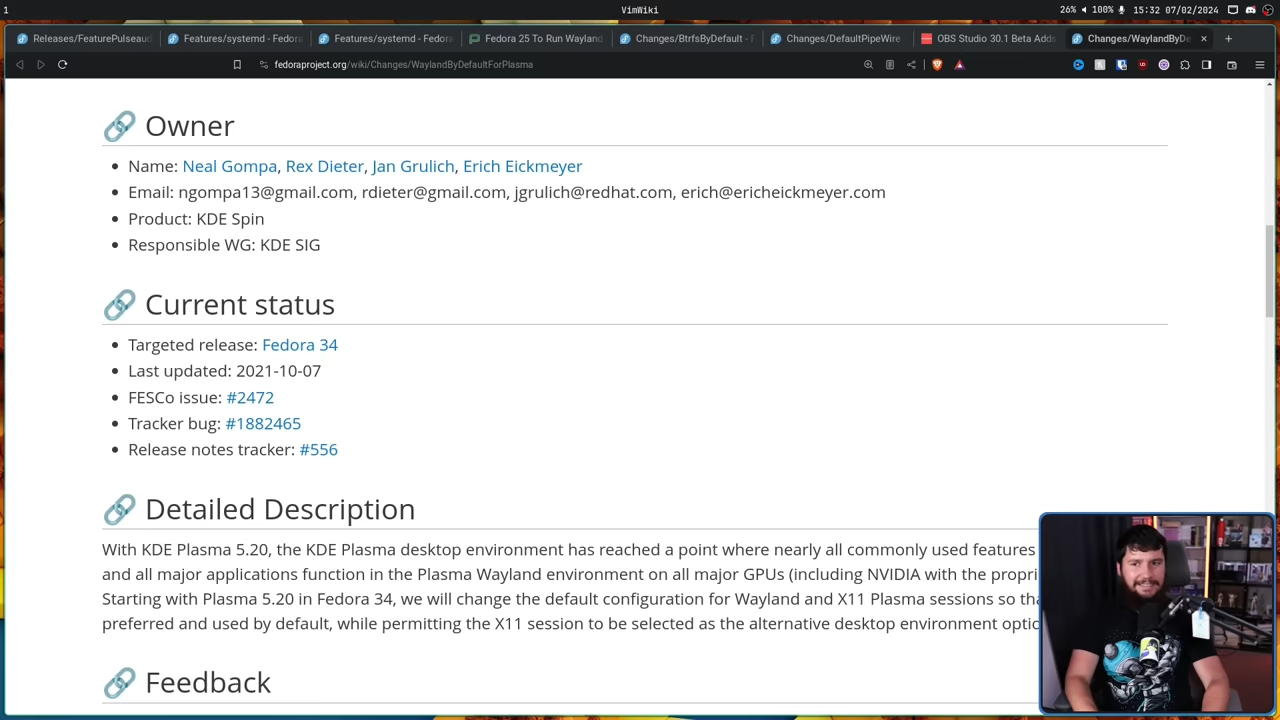 1
VimWiki
26%
100%
15:32 07/02/2024
Releases/FeaturePulseaud
Features/systemd - Fedora
Features/systemd - Fedora
Fedora 25 To Run Wayland
Changes/BtrfsByDefault - F
Changes/DefaultPipeWire
OBS Studio 30.1 Beta Adds
Changes/WaylandByDe
fedoraproject.org/wiki/Changes/WaylandByDefaultForPlasma
Owner
Name: Neal Gompa, Rex Dieter, Jan Grulich, Erich Eickmeyer
Email: ngompa13@gmail.com, rdieter@gmail.com, jgrulich@redhat.com, erich@ericheickmeyer.com
Product: KDE Spin
Responsible WG: KDE SIG
Current status
Targeted release: Fedora 34
Last updated: 2021-10-07
FESCo issue: #2472
Tracker bug: #1882465
Release notes tracker: #556
Detailed Description
With KDE Plasma 5.20, the KDE Plasma desktop environment has reached a point where nearly all commonly used features
and all major applications function in the Plasma Wayland environment on all major GPUs (including NVIDIA with the propri
Starting with Plasma 5.20 in Fedora 34, we will change the default configuration for Wayland and X11 Plasma sessions so tha
preferred and used by default, while permitting the X11 session to be selected as the alternative desktop environment optio
Feedback